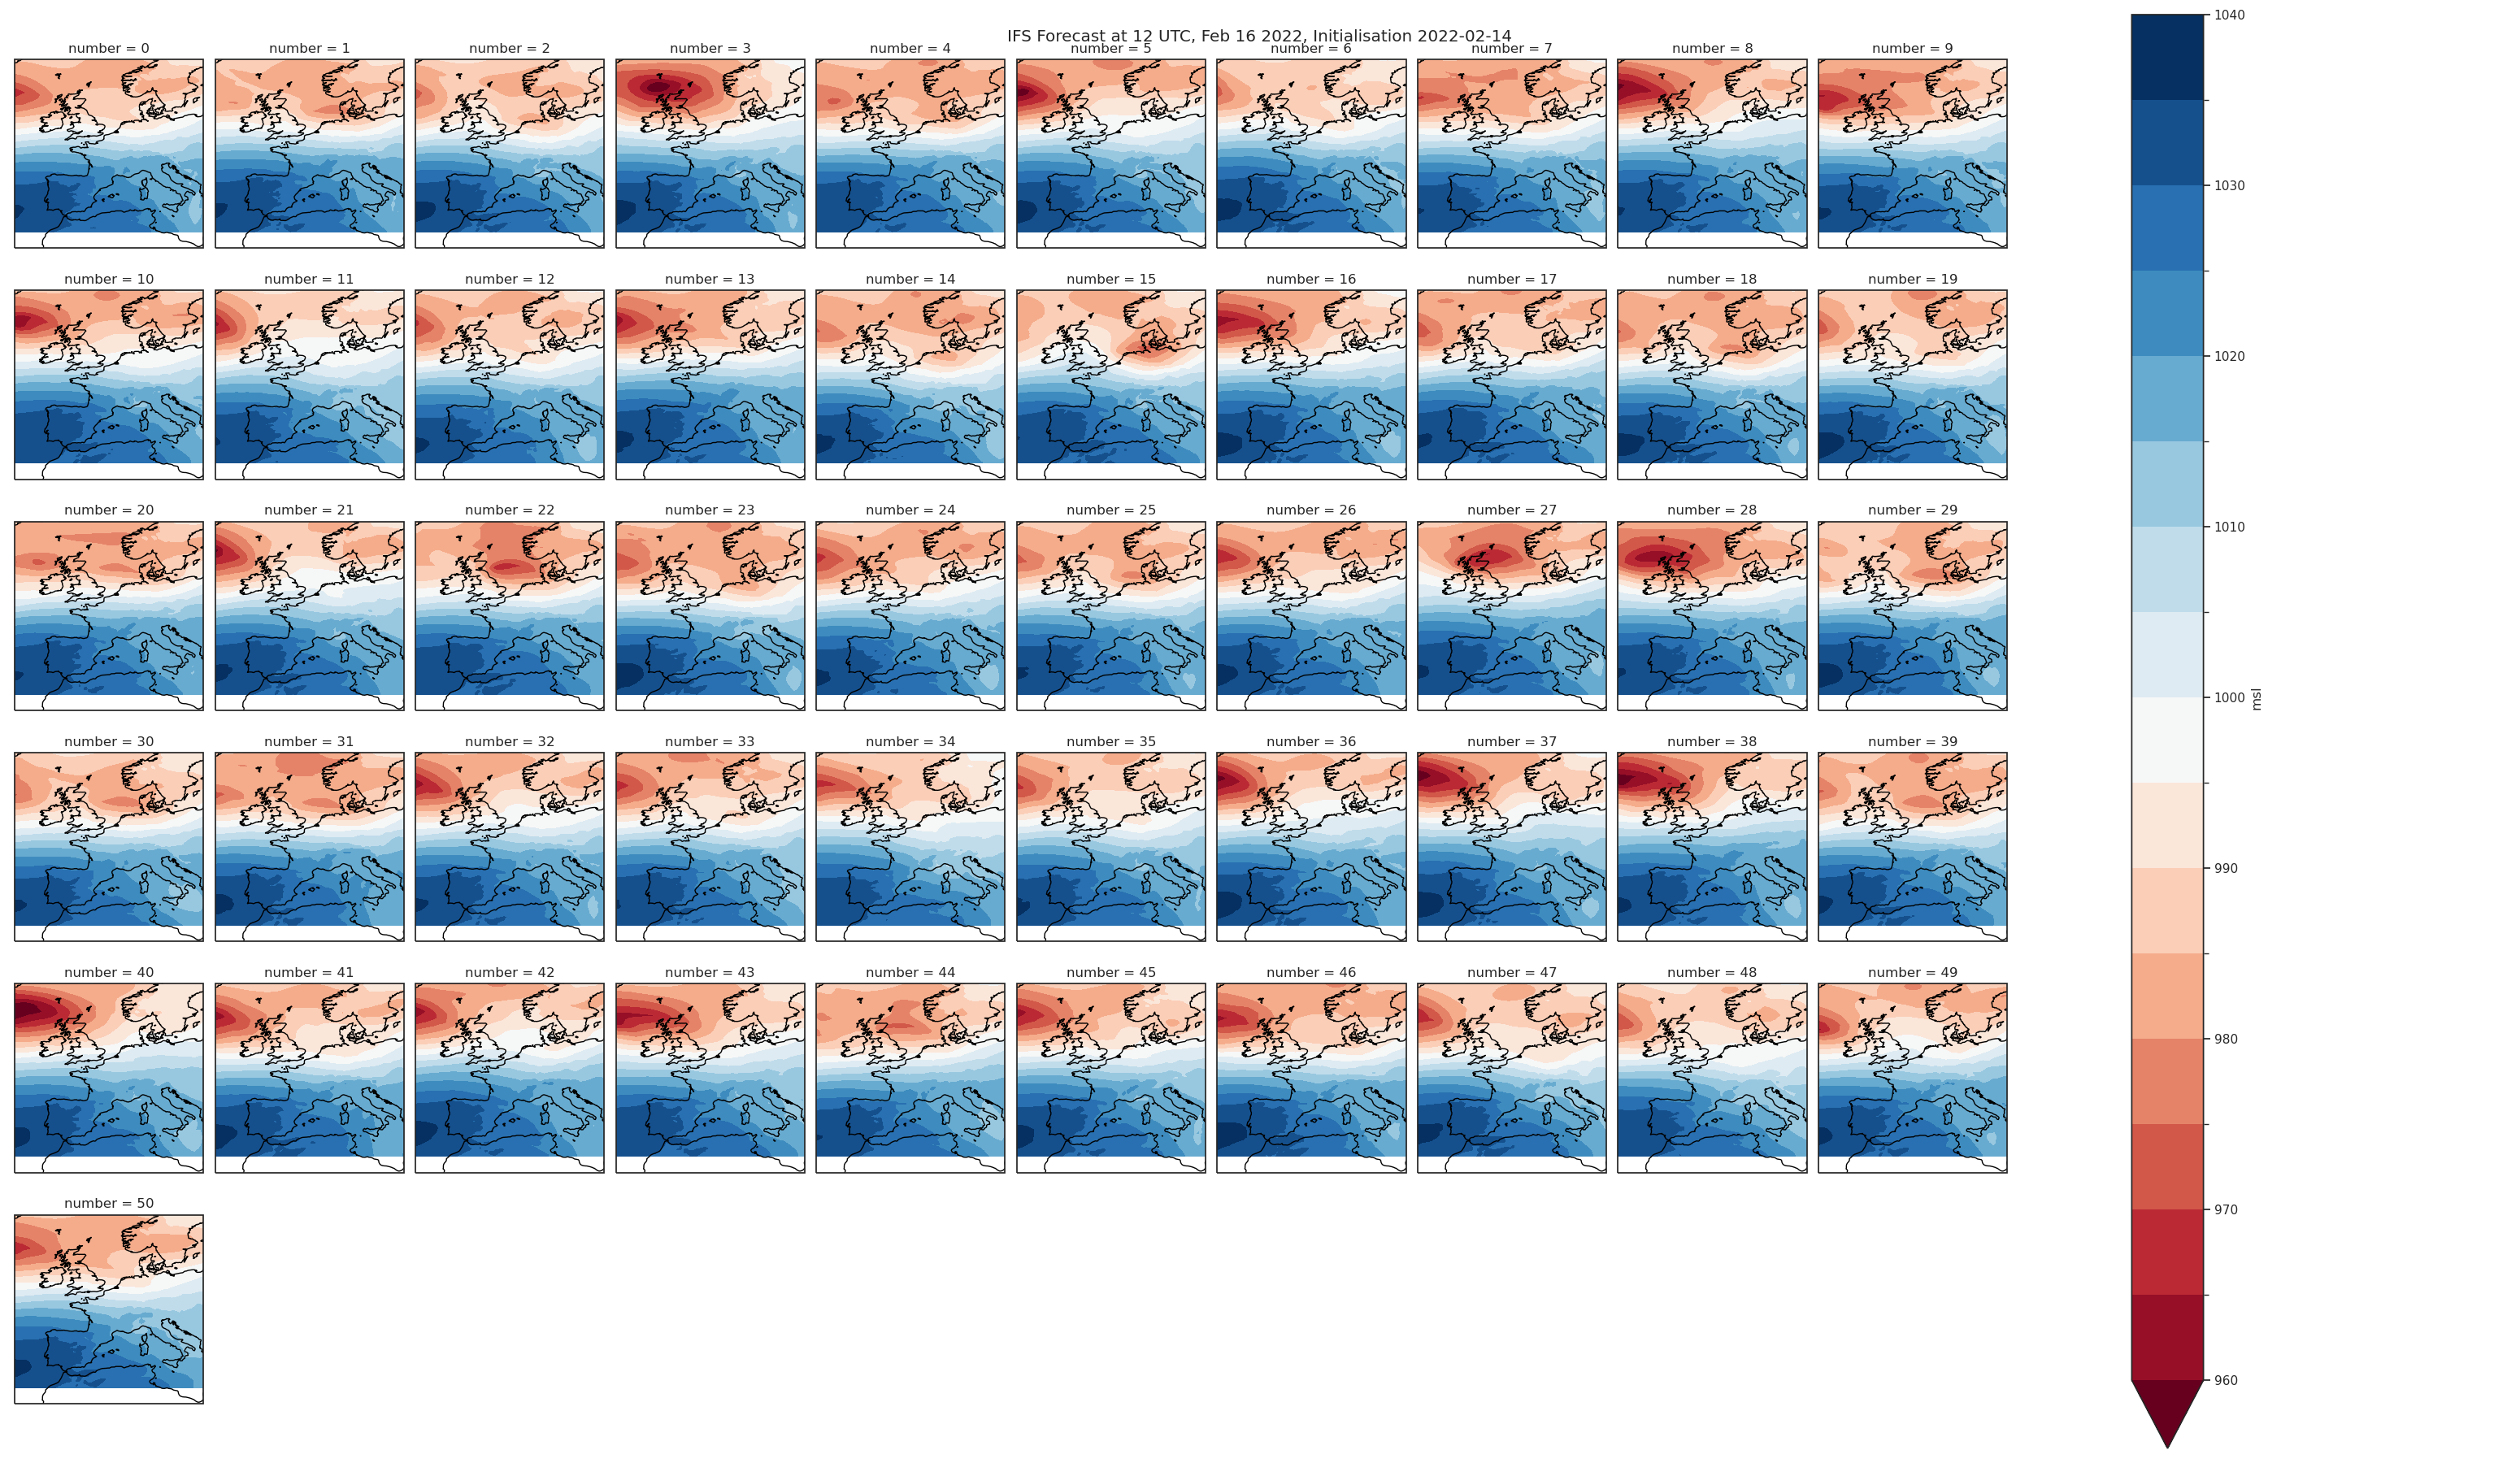 IFS Forecast at 12 UTC, Feb 16 2022, Initialisation 2022-02-14
number = 0
number = 1
number = 2
number = 3
number = 4
number = 5
number = 6
number = 7
number = 8
number = 9
number = 10
number = 11
number = 12
number = 13
number = 14
number = 15
number = 16
number = 17
number = 18
number = 19
number = 20
number = 21
number = 22
number = 23
number = 24
number = 25
number = 26
number = 27
number = 28
number = 29
number = 30
number = 31
number = 32
number = 33
number = 34
number = 35
number = 36
number = 37
number = 38
number = 39
number = 40
number = 41
number = 42
number = 43
number = 44
number = 45
number = 46
number = 47
number = 48
number = 49
number = 50
1040
1030
1020
1010
1000
990
980
970
960
msl